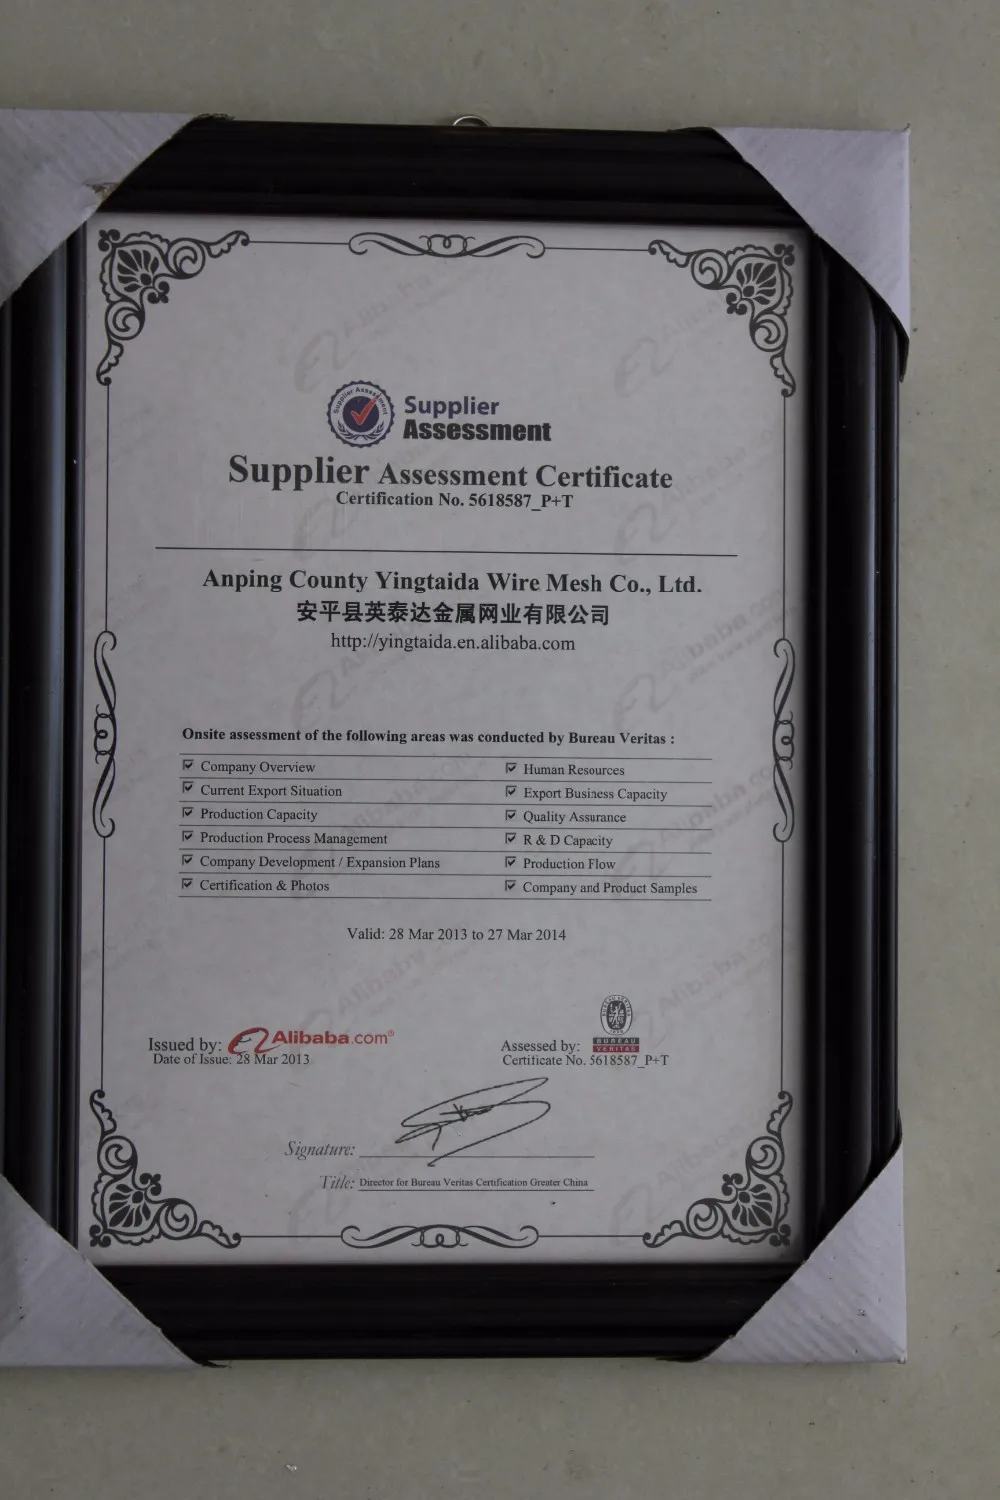 Supplier Assessment
Supplier
Assessment
Supplier Assessment Certificate
Certification No. 5618587_P+T
Anping County Yingtaida Wire Mesh Co., Ltd.
安平县英泰达金属网业有限公司
http://yingtaida.en.alibaba.com
Onsite assessment of the following areas was conducted by Bureau Veritas :
Company Overview
Human Resources
Current Export Situation
Export Business Capacity
Production Capacity
Quality Assurance
Production Process Management
R & D Capacity
Company Development / Expansion Plans
Production Flow
Certification & Photos
Company and Product Samples
Valid: 28 Mar 2013 to 27 Mar 2014
Issued by: Alibaba.com®
Date of Issue: 28 Mar 2013
Assessed by: BUREAU VERITAS
Certificate No. 5618587_P+T
Signature:
Title: Director for Bureau Veritas Certification Greater China